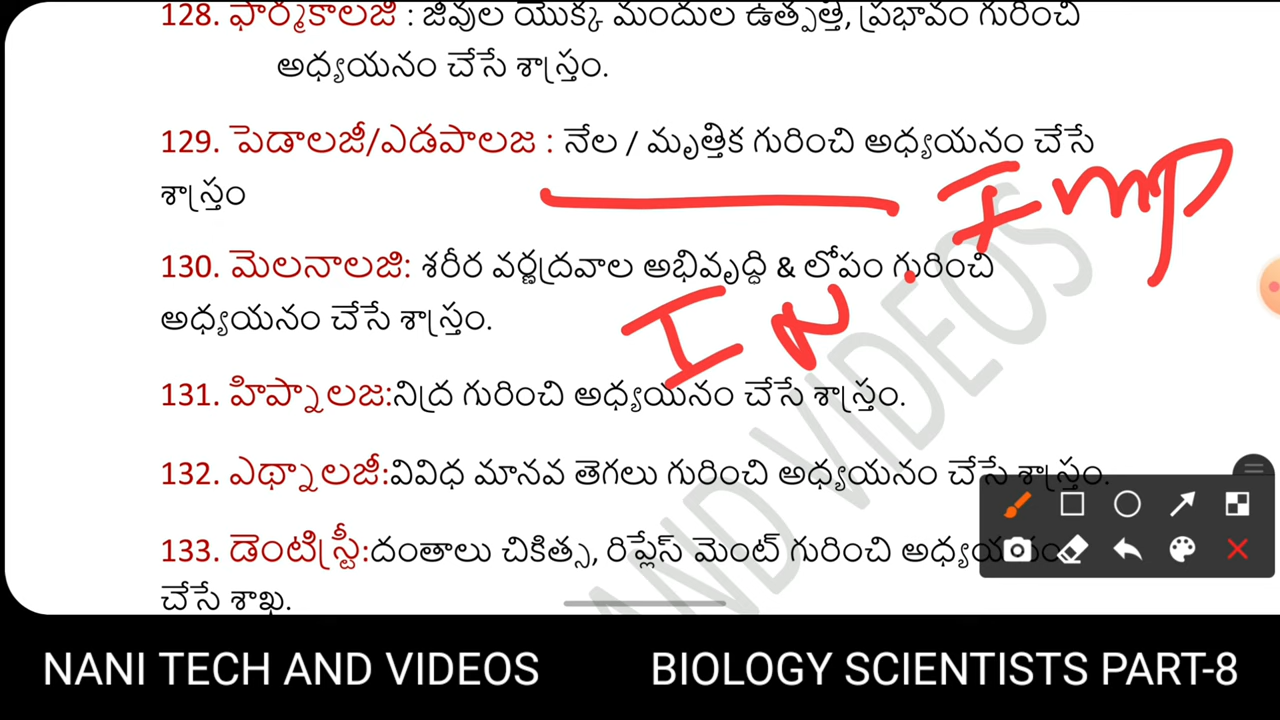 128. ఫార్మకాలజీ : జీవుల యొక్క మందుల ఉత్పత్తి, ప్రభావం గురించి
అధ్యయనం చేసే శాస్త్రం.
129. పెడాలజీ/ఎడపాలజ : నేల / మృత్తిక గురించి అధ్యయనం చేసే
శాస్త్రం
Imp
130. మెలనాలజి: శరీర వర్ణద్రవాల అభివృద్ధి & లోపం గురించి
అధ్యయనం చేసే శాస్త్రం.
131. హిప్నాలజ:నిద్ర గురించి అధ్యయనం చేసే శాస్త్రం.
132. ఎథ్నాలజీ:వివిధ మానవ తెగలు గురించి అధ్యయనం చేసే శాస్త్రం.
133. డెంటిస్ట్రీ:దంతాలు చికిత్స, రిప్లేస్ మెంట్ గురించి అధ్యయనం
చేసే శాఖ.
AND VIDEOS
NANI TECH AND VIDEOS
BIOLOGY SCIENTISTS PART-8